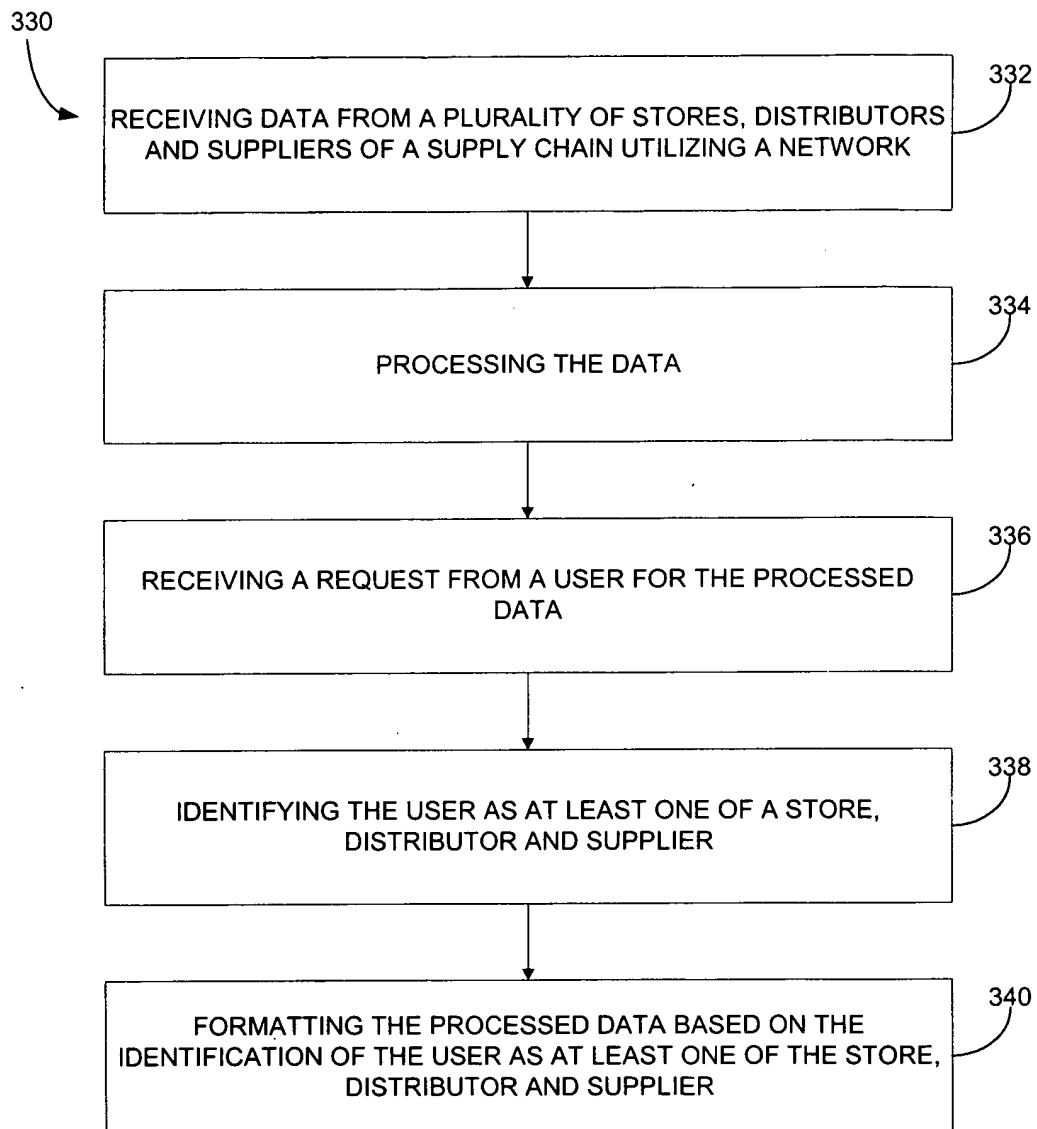 330
332
RECEIVING DATA FROM A PLURALITY OF STORES, DISTRIBUTORS
AND SUPPLIERS OF A SUPPLY CHAIN UTILIZING A NETWORK
334
PROCESSING THE DATA
336
RECEIVING A REQUEST FROM A USER FOR THE PROCESSED
DATA
338
IDENTIFYING THE USER AS AT LEAST ONE OF A STORE,
DISTRIBUTOR AND SUPPLIER
340
FORMATTING THE PROCESSED DATA BASED ON THE
IDENTIFICATION OF THE USER AS AT LEAST ONE OF THE STORE,
DISTRIBUTOR AND SUPPLIER